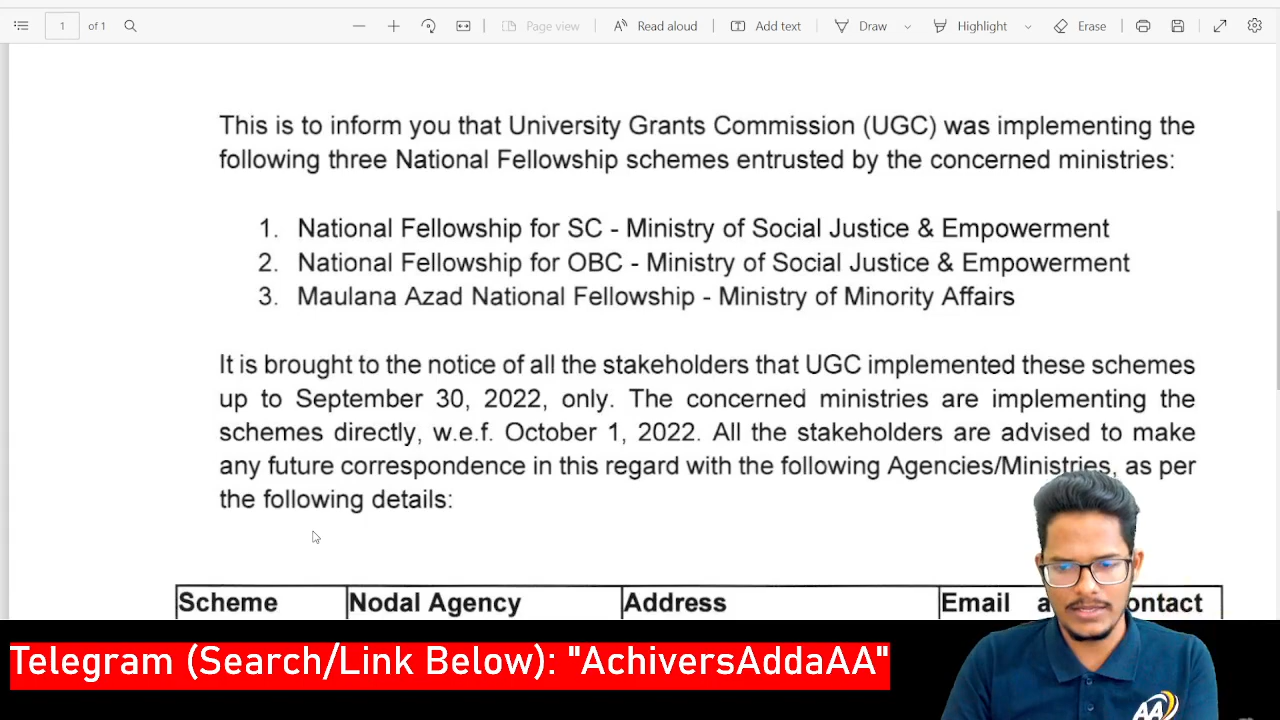 1 of 1 Page view Read aloud Add text Draw Highlight Erase
This is to inform you that University Grants Commission (UGC) was implementing the
following three National Fellowship schemes entrusted by the concerned ministries:
1. National Fellowship for SC - Ministry of Social Justice & Empowerment
2. National Fellowship for OBC - Ministry of Social Justice & Empowerment
3. Maulana Azad National Fellowship - Ministry of Minority Affairs
It is brought to the notice of all the stakeholders that UGC implemented these schemes
up to September 30, 2022, only. The concerned ministries are implementing the
schemes directly, w.e.f. October 1, 2022. All the stakeholders are advised to make
any future correspondence in this regard with the following Agencies/Ministries, as per
the following details:
Scheme Nodal Agency Address Email
Telegram (Search/Link Below): "AchiversAddaAA"
AA